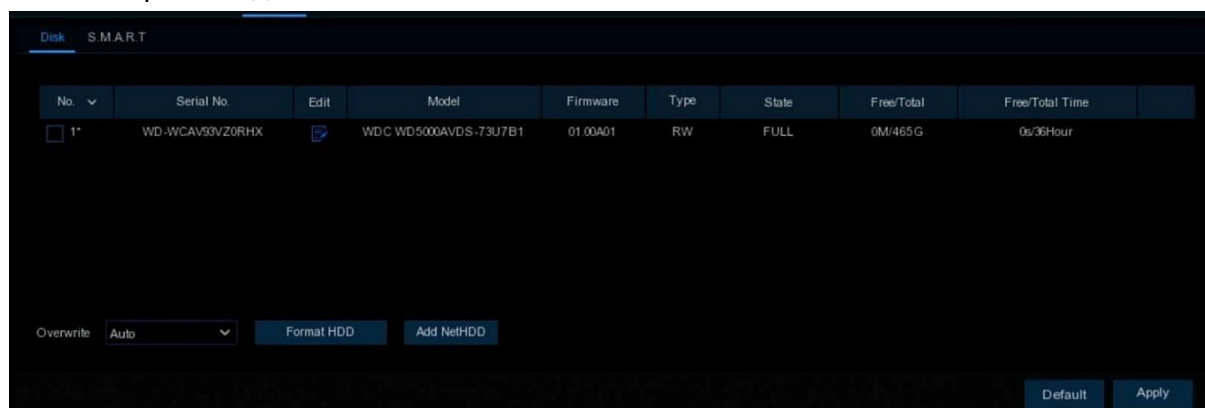 Disk S.M.A.R.T
No. Serial No. Edit Model Firmware Type State Free/Total Free/Total Time
1* WD-WCAV93VZ0RHX WDC WD5000AVDS-73U7B1 01.00A01 RW FULL 0M/465G 0s/36Hour
Overwrite Auto Format HDD Add NetHDD
Default Apply